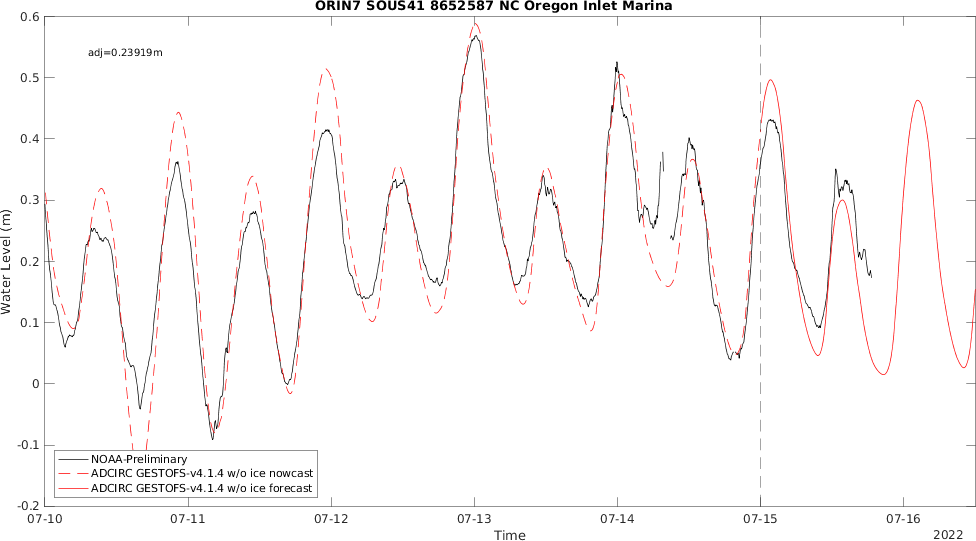 ORIN7 SOUS41 8652587 NC Oregon Inlet Marina
adj=0.23919m
0.6
0.5
0.4
0.3
0.2
0.1
0
-0.1
-0.2
Water Level (m)
NOAA-Preliminary
ADCIRC GESTOFS-v4.1.4 w/o ice nowcast
ADCIRC GESTOFS-v4.1.4 w/o ice forecast
07-10 07-11 07-12 07-13 07-14 07-15 07-16
Time
2022